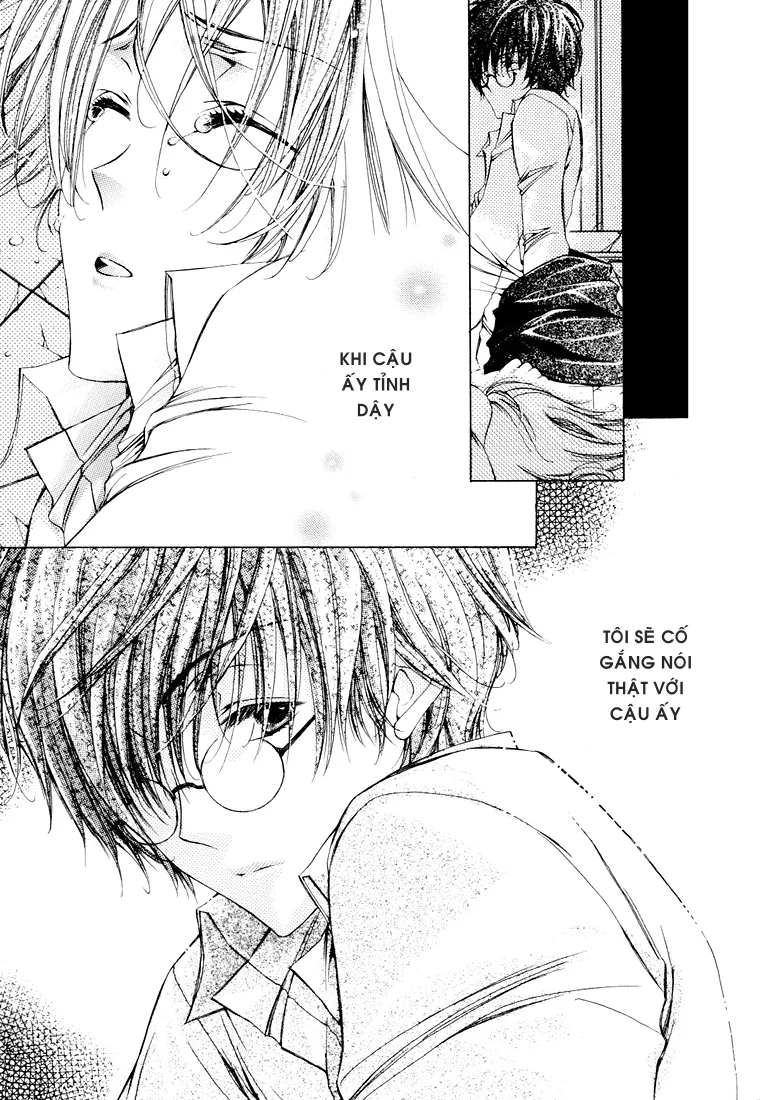 KHI CẬU
ẤY TỈNH
DẬY
TÔI SẼ CỐ
GẮNG NÓI
THẬT VỚI
CẬU ẤY